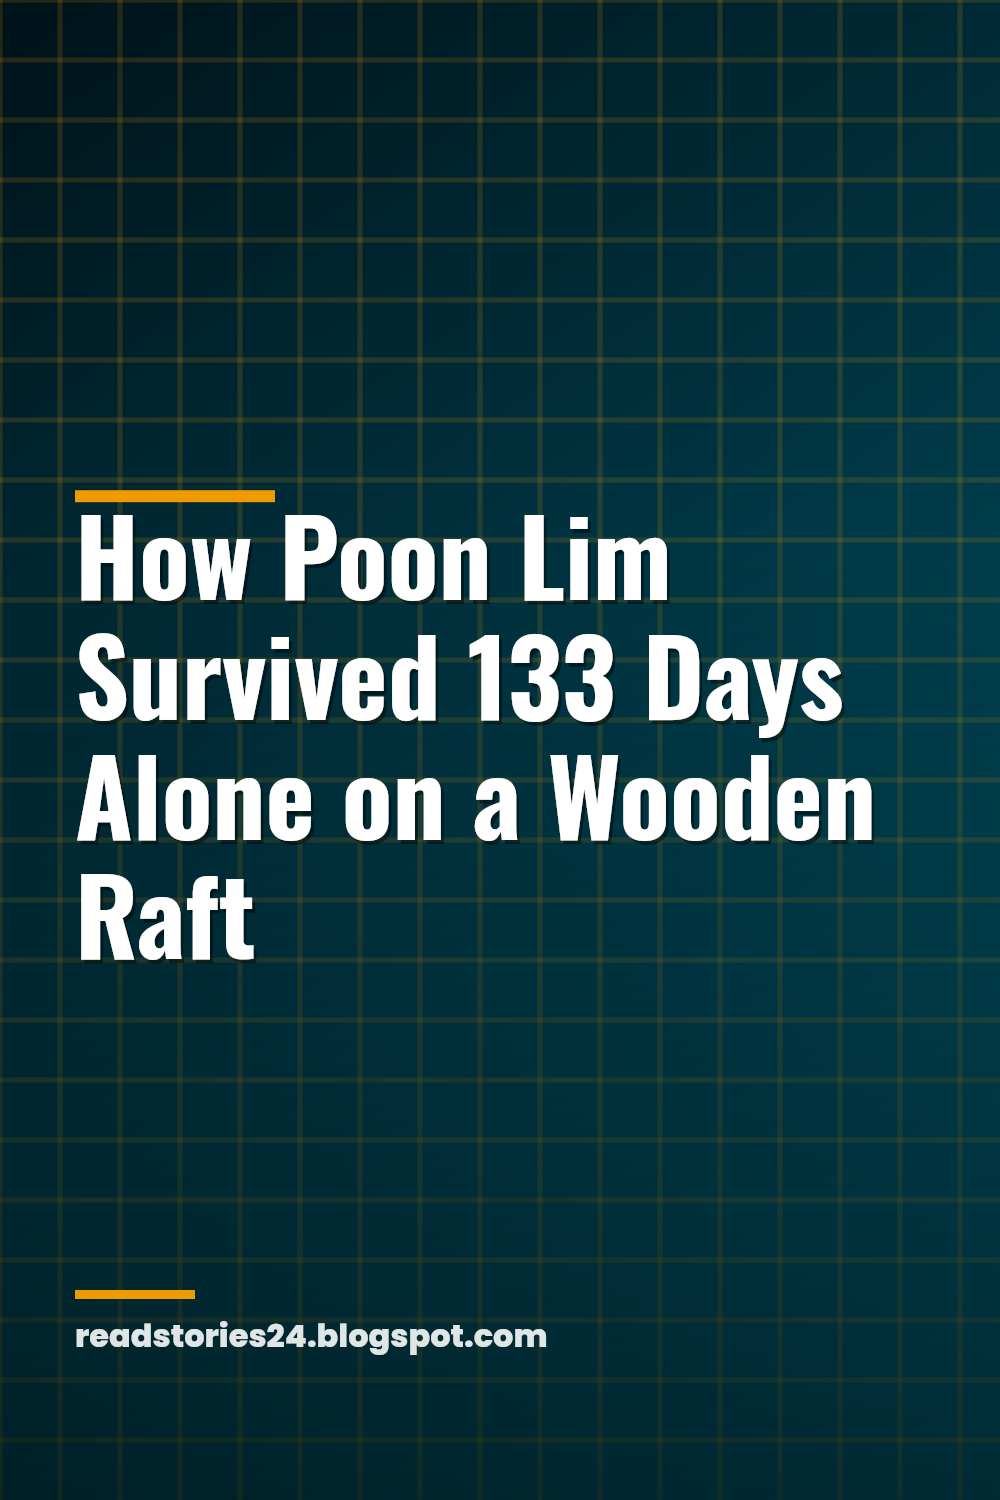 How Poon Lim
Survived 133 Days
Alone on a Wooden
Raft
readstories24.blogspot.com